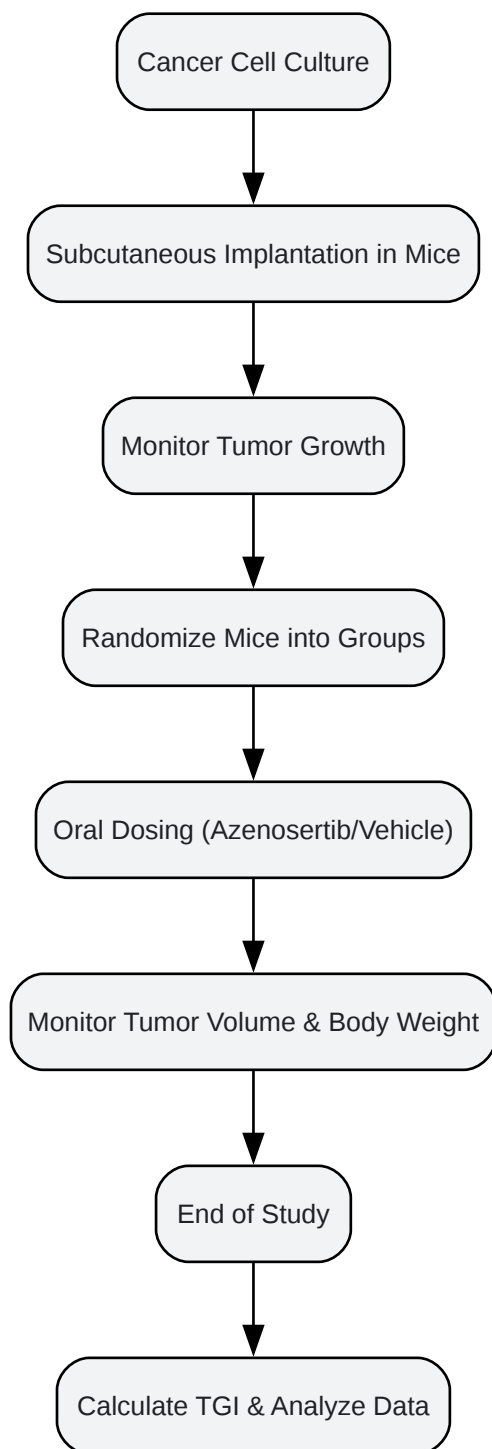 Cancer Cell Culture
Subcutaneous Implantation in Mice
Monitor Tumor Growth
Randomize Mice into Groups
Oral Dosing (Azenosertib/Vehicle)
Monitor Tumor Volume & Body Weight
End of Study
Calculate TGI & Analyze Data